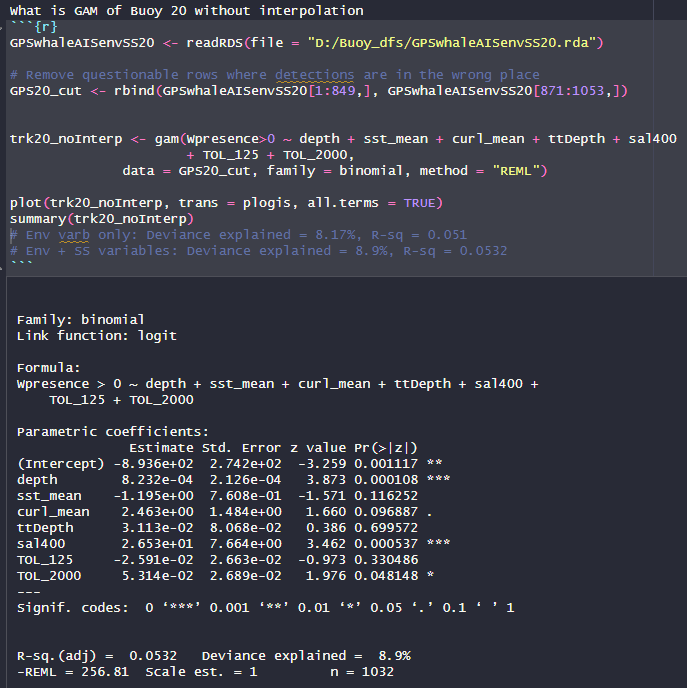 What is GAM of Buoy 20 without interpolation
```{r}
GPSwhaleAISenvSS20 <- readRDS(file = "D:/Buoy_dfs/GPSwhaleAISenvSS20.rda")
# Remove questionable rows where detections are in the wrong place
GPS20_cut <- rbind(GPSwhaleAISenvSS20[1:849,], GPSwhaleAISenvSS20[871:1053,])
trk20_noInterp <- gam(Wpresence>0 ~ depth + sst_mean + curl_mean + ttDepth + sal400
+ TOL_125 + TOL_2000,
data = GPS20_cut, family = binomial, method = "REML")
plot(trk20_noInterp, trans = plogis, all.terms = TRUE)
summary(trk20_noInterp)
# Env varb only: Deviance explained = 8.17%, R-sq = 0.051
# Env + SS variables: Deviance explained = 8.9%, R-sq = 0.0532
```
Family: binomial
Link function: logit
Formula:
Wpresence > 0 ~ depth + sst_mean + curl_mean + ttDepth + sal400 +
TOL_125 + TOL_2000
Parametric coefficients:
Estimate Std. Error z value Pr(>|z|)
(Intercept) -8.936e+02 2.742e+02 -3.259 0.001117 **
depth 8.232e-04 2.126e-04 3.873 0.000108 ***
sst_mean -1.195e+00 7.608e-01 -1.571 0.116252
curl_mean 2.463e+00 1.484e+00 1.660 0.096887 .
ttDepth 3.113e-02 8.068e-02 0.386 0.699572
sal400 2.653e+01 7.664e+00 3.462 0.000537 ***
TOL_125 -2.591e-02 2.663e-02 -0.973 0.330486
TOL_2000 5.314e-02 2.689e-02 1.976 0.048148 *
---
Signif. codes: 0 ‘***’ 0.001 ‘**’ 0.01 ‘*’ 0.05 ‘.’ 0.1 ‘ ’ 1
R-sq.(adj) = 0.0532 Deviance explained = 8.9%
-REML = 256.81 Scale est. = 1 n = 1032